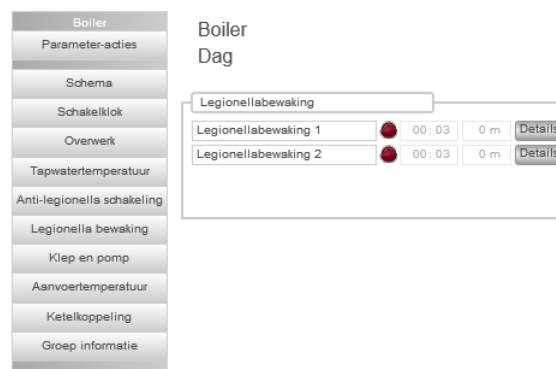 Boiler
Parameter-acties
Schema
Schakelklok
Overwerk
Tapwatertemperatuur
Anti-legionella schakeling
Legionella bewaking
Klep en pomp
Aanvoertemperatuur
Ketelkoppeling
Groep informatie
Boiler
Dag
Legionellabewaking
Legionellabewaking 1 00:03 0 m Details
Legionellabewaking 2 00:03 0 m Details